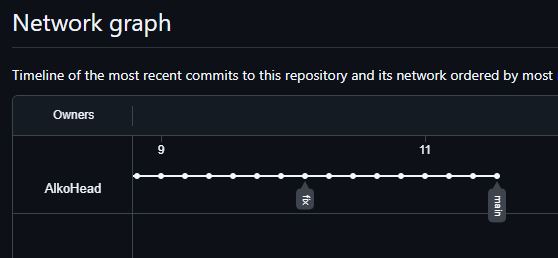 Network graph
Timeline of the most recent commits to this repository and its network ordered by most
Owners
9
11
AlkoHead
fix
main